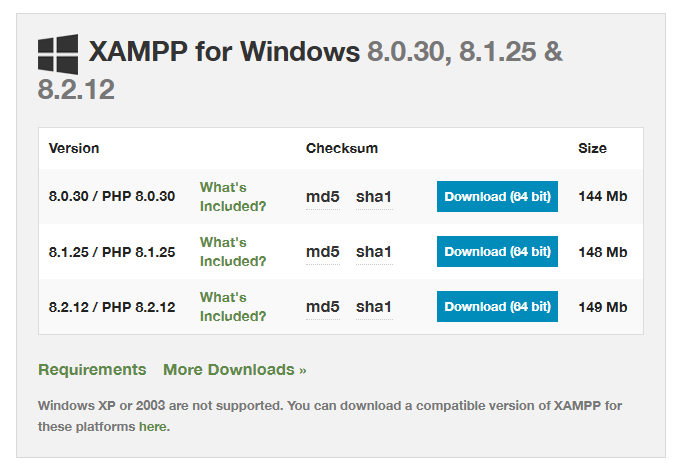 XAMPP for Windows 8.0.30, 8.1.25 &
8.2.12
Version Checksum Size
8.0.30 / PHP 8.0.30 What's Included? md5 sha1 Download (64 bit) 144 Mb
8.1.25 / PHP 8.1.25 What's Included? md5 sha1 Download (64 bit) 148 Mb
8.2.12 / PHP 8.2.12 What's Included? md5 sha1 Download (64 bit) 149 Mb
Requirements More Downloads »
Windows XP or 2003 are not supported. You can download a compatible version of XAMPP for
these platforms here.